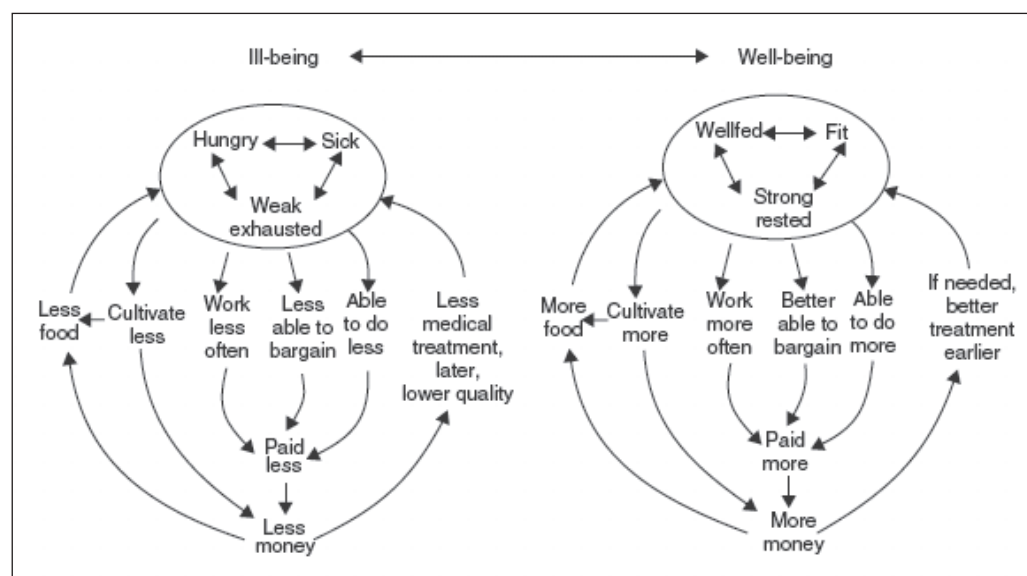 Ill-being
Well-being
Hungry
Sick
Weak
exhausted
Less
food
Cultivate
less
Work
less
often
Less
able to
bargain
Able
to do
less
Less
medical
treatment,
later,
lower quality
Paid
less
Less
money
Wellfed
Fit
Strong
rested
More
food
Cultivate
more
Work
more
often
Better
able to
bargain
Able
to do
more
If needed,
better
treatment
earlier
Paid
more
More
money